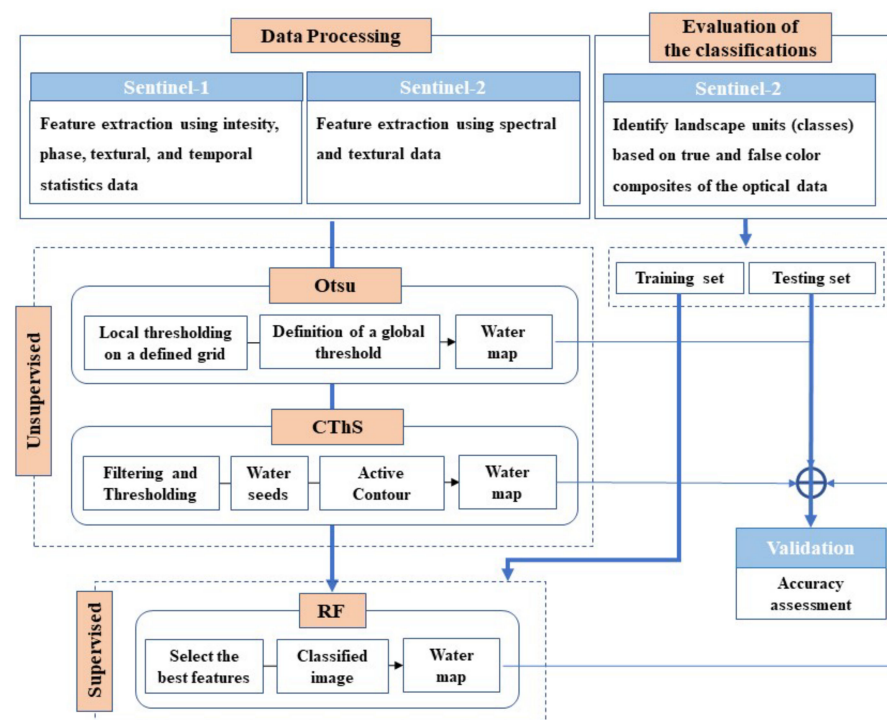 Data Processing
Sentinel-1
Feature extraction using intesity,
phase, textural, and temporal
statistics data
Sentinel-2
Feature extraction using spectral
and textural data
Evaluation of
the classifications
Sentinel-2
Identify landscape units (classes)
based on true and false color
composites of the optical data
Training set
Testing set
Unsupervised
Otsu
Local thresholding
on a defined grid
Definition of a global
threshold
Water
map
CThS
Filtering and
Thresholding
Water
seeds
Active
Contour
Water
map
Validation
Accuracy
assessment
Supervised
RF
Select the
best features
Classified
image
Water
map